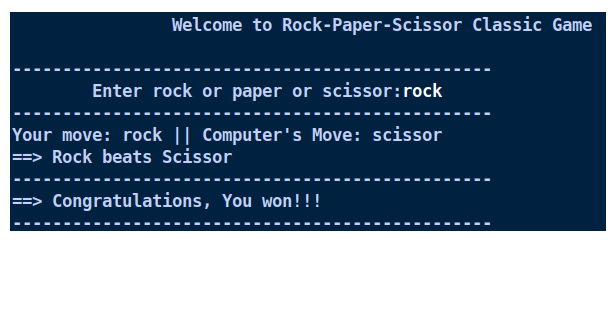 Welcome to Rock-Paper-Scissor Classic Game
------------------------------------------------
Enter rock or paper or scissor:rock
------------------------------------------------
Your move: rock || Computer's Move: scissor
==> Rock beats Scissor
------------------------------------------------
==> Congratulations, You won!!!
------------------------------------------------